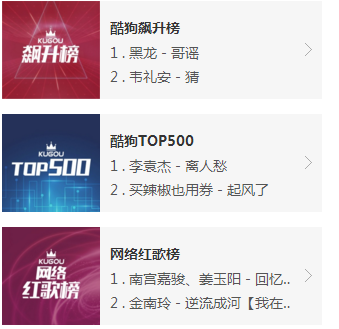 KUGOU
飙升榜
酷狗飙升榜
1 . 黑龙 - 哥谣
2 . 韦礼安 - 猜
KUGOU
TOP500
酷狗TOP500
1 . 李袁杰 - 离人愁
2 . 买辣椒也用券 - 起风了
KUGOU
网络
红歌榜
网络红歌榜
1 . 南宫嘉骏、姜玉阳 - 回忆..
2 . 金南玲 - 逆流成河【我在..